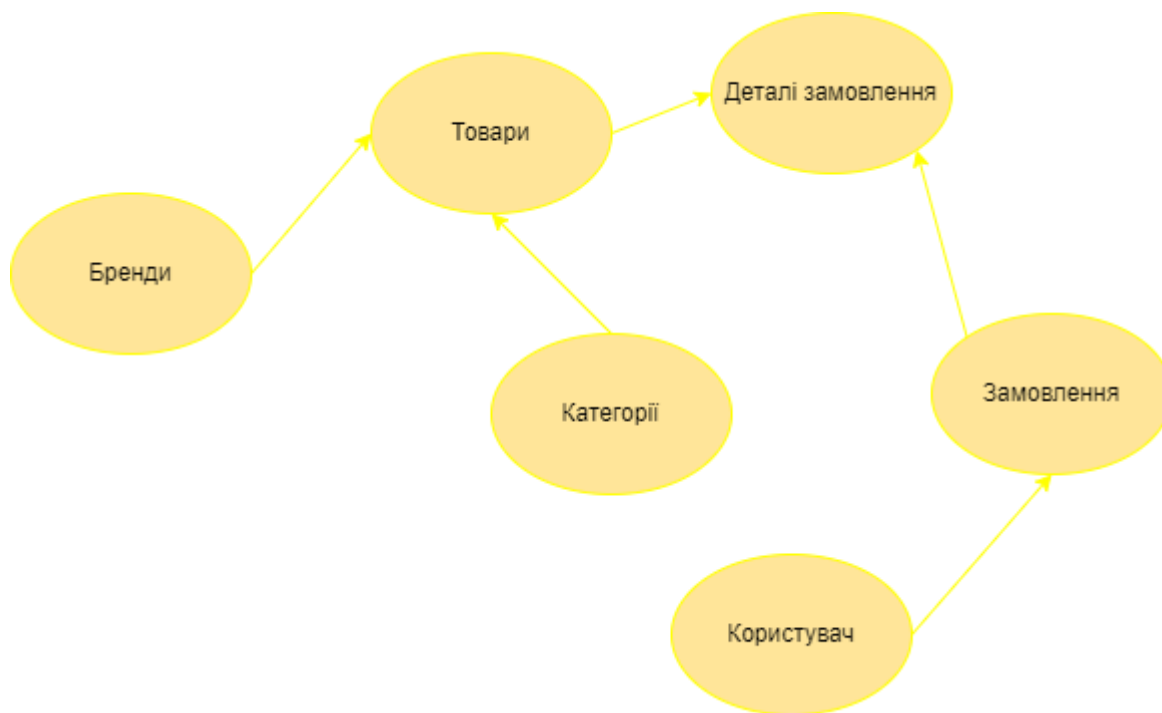 Деталі замовлення
Товари
Бренди
Категорії
Замовлення
Користувач